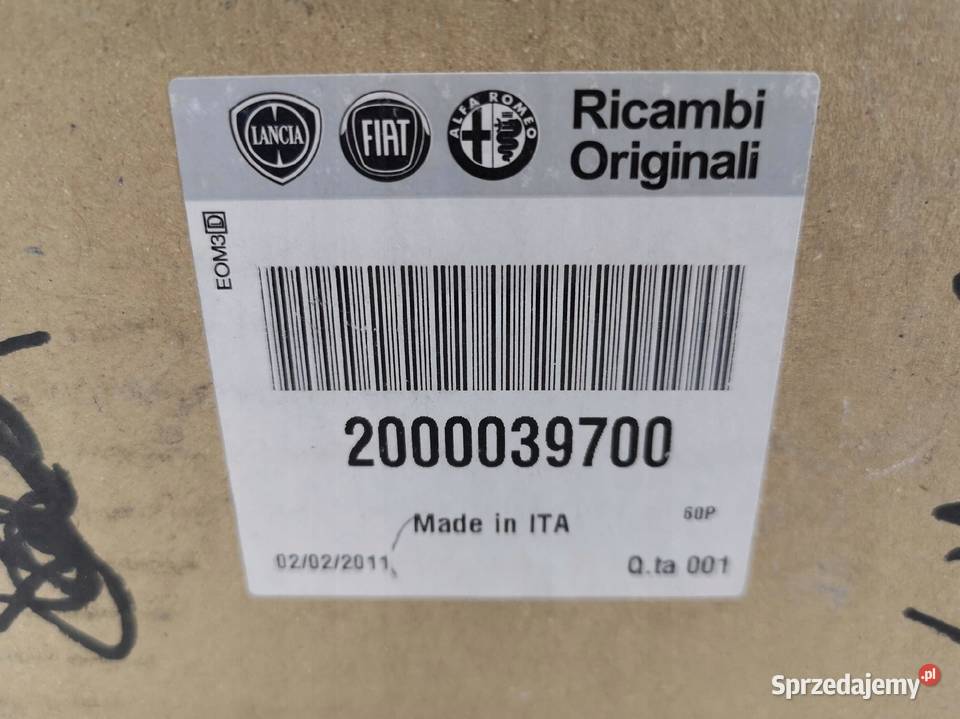 LANCIA
FIAT
ALFA ROMEO
Ricambi
Originali
EOM3D
2000039700
Made in ITA
60P
02/02/2011
Q.ta 001
Sprzedajemy.pl